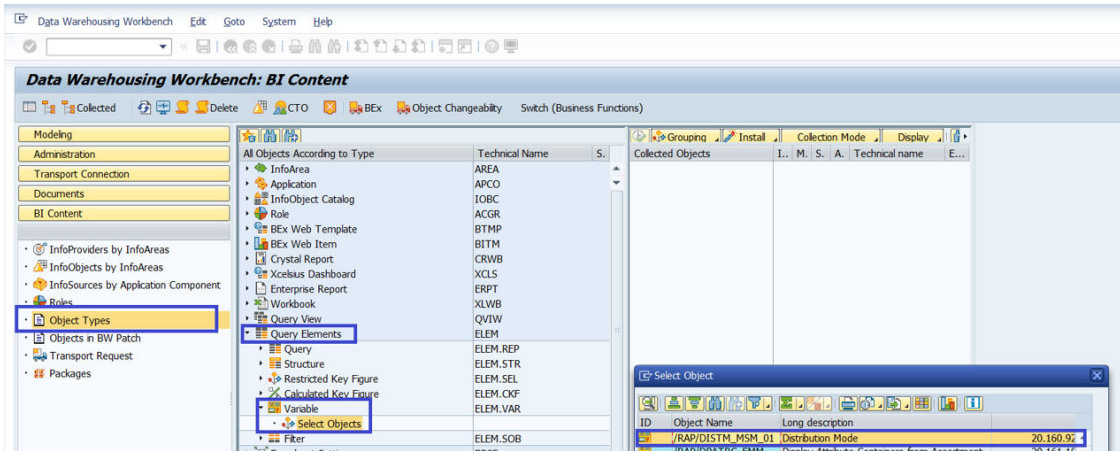 Data Warehousing Workbench Edit Goto System Help
Data Warehousing Workbench: BI Content
Collected Delete CTO BEx Object Changeability Switch (Business Functions)
Modeling
Administration
Transport Connection
Documents
BI Content
InfoProviders by InfoAreas
InfoObjects by InfoAreas
InfoSources by Application Component
Roles
Object Types
Objects in BW Patch
Transport Request
Packages
All Objects According to Type Technical Name S.
InfoArea AREA
Application APCO
InfoObject Catalog IOBC
Role ACGR
BEx Web Template BTMP
BEx Web Item BITM
Crystal Report CRWB
Xcelsius Dashboard XCLS
Enterprise Report ERPT
Workbook XLWB
Query View QVIW
Query Elements ELEM
Query ELEM.REP
Structure ELEM.STR
Restricted Key Figure ELEM.SEL
Calculated Key Figure ELEM.CKF
Variable ELEM.VAR
Select Objects
Filter ELEM.SOB
Grouping Install Collection Mode Display
Collected Objects I.. M. S. A. Technical name E...
Select Object
ID Object Name Long description
/RAP/DISTM_MSM_01 Distribution Mode 20.160.92